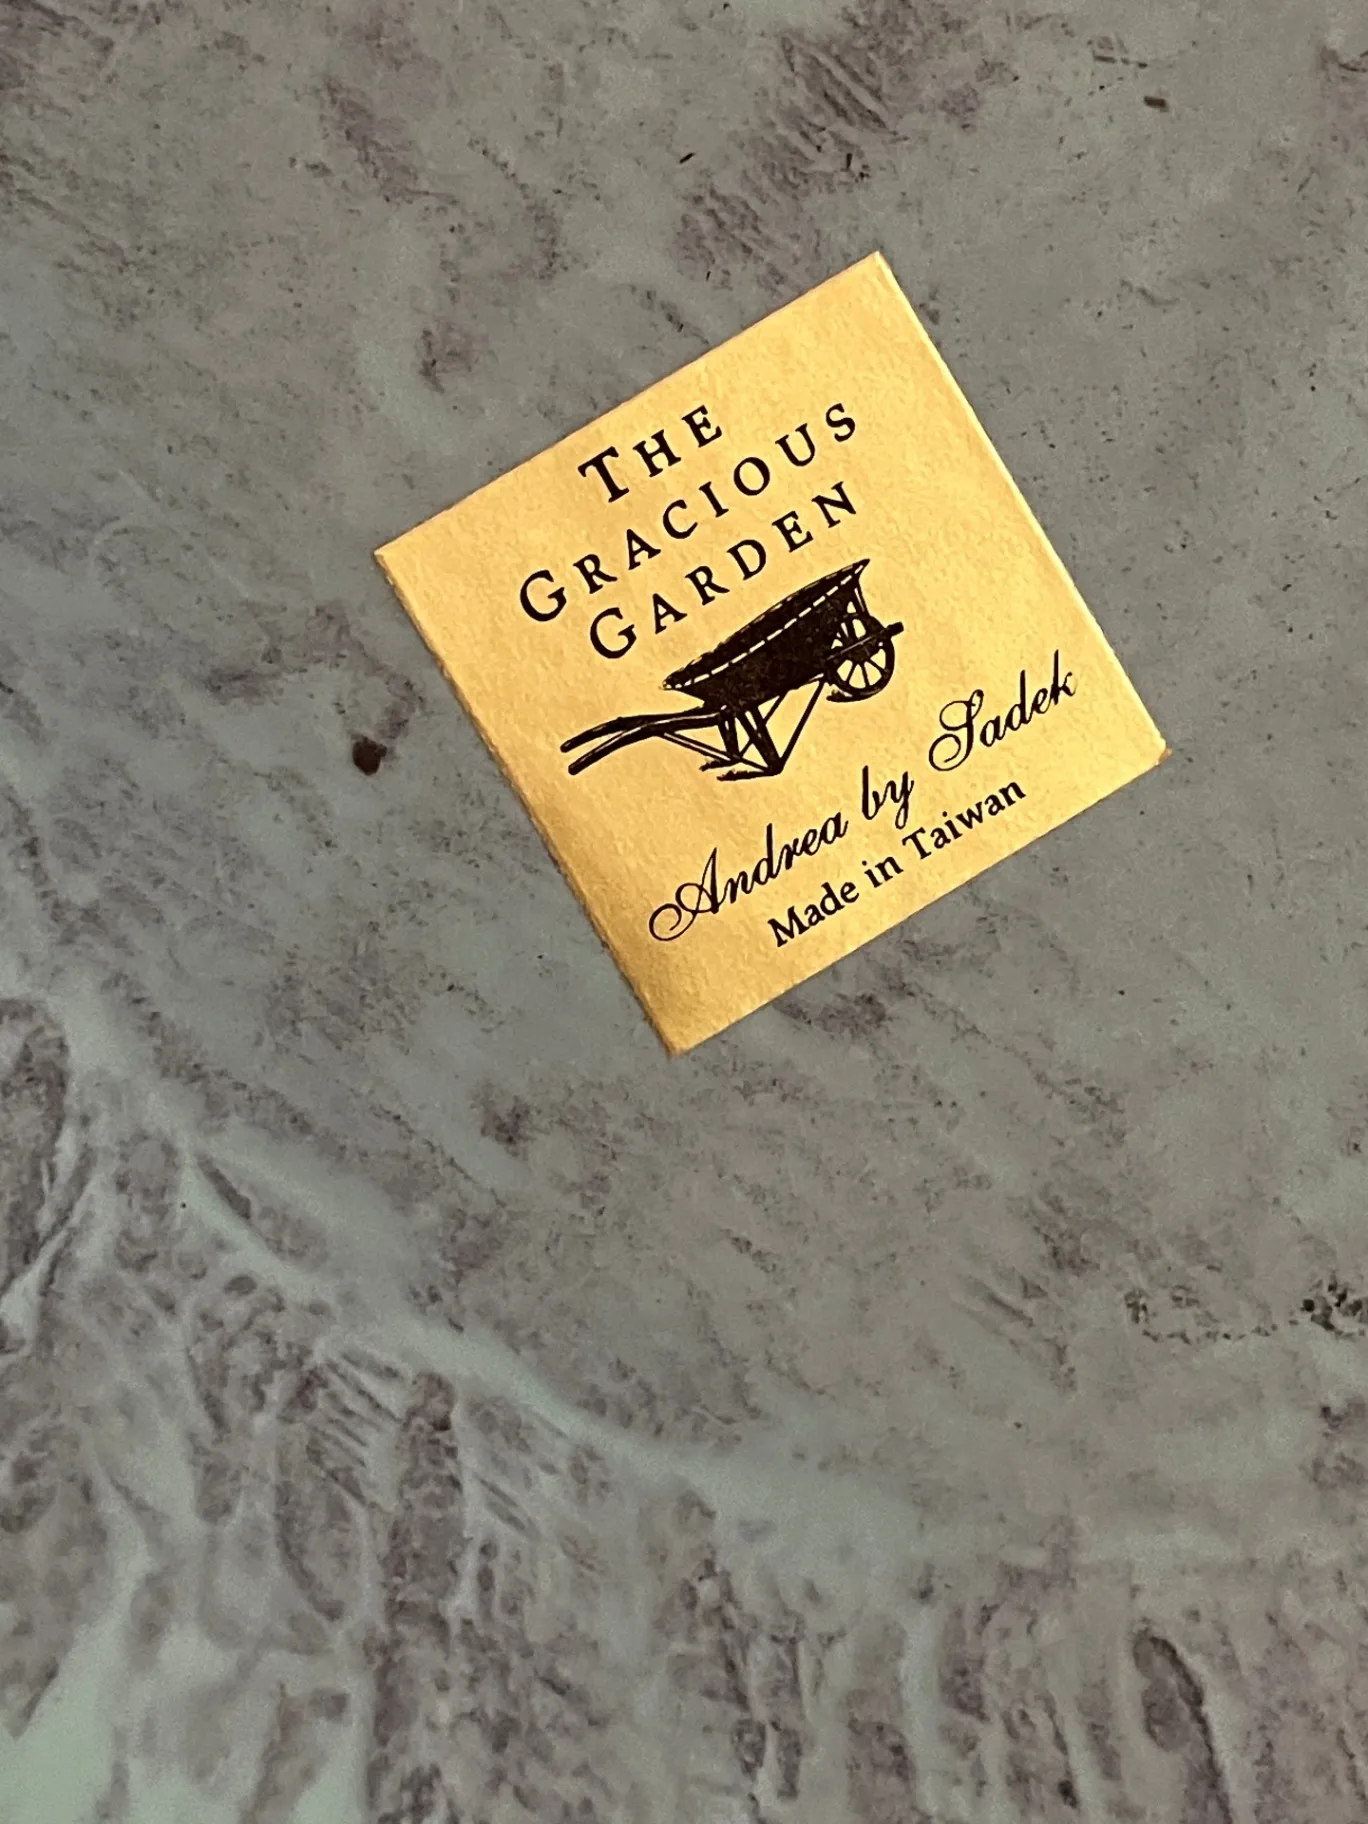 THE
GRACIOUS
GARDEN
Andrea by Sadek
Made in Taiwan